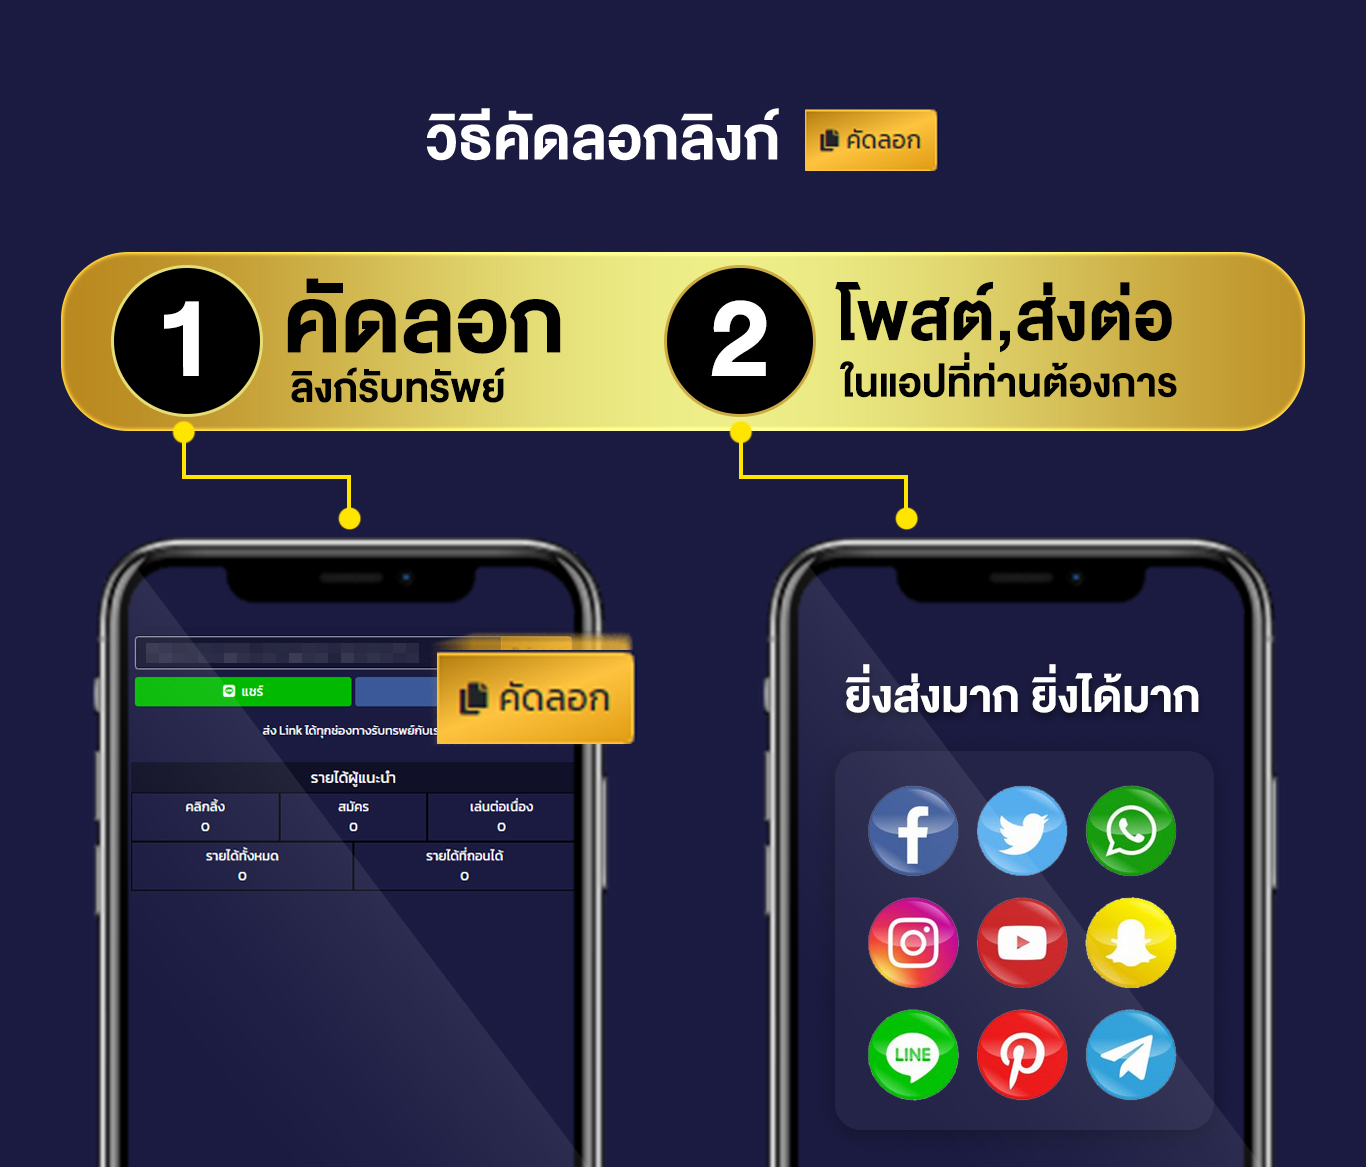 วิธีคัดลอกลิงก์ คัดลอก
1 คัดลอก
ลิงก์รับทรัพย์
2 โพสต์,ส่งต่อ
ในแอปที่ท่านต้องการ
คัดลอก
แชร์
ส่ง Link ได้ทุกช่องทางรับทรพย์กับเร
รายได้ผู้แนะนำ
คลิกลิ้ง สมัคร เล่นต่อเนื่อง
0 0 0
รายได้ทั้งหมด รายได้ที่ถอนได้
0 0
ยิ่งส่งมาก ยิ่งได้มาก
LINE